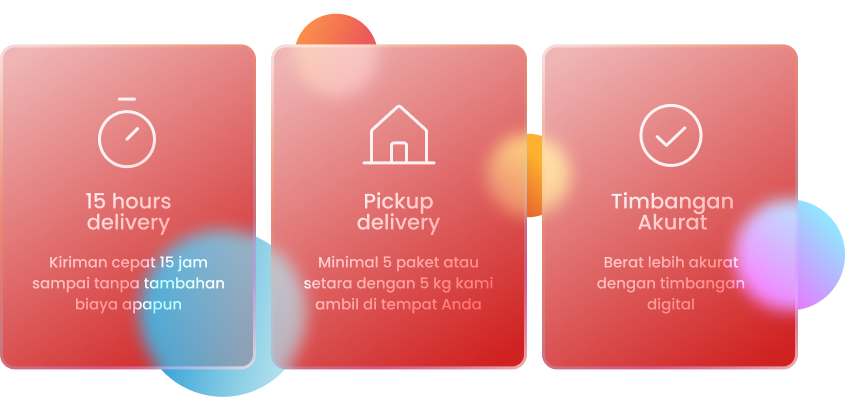 15 hours
delivery
Kiriman cepat 15 jam
sampai tanpa tambahan
biaya apapun
Pickup
delivery
Minimal 5 paket atau
setara dengan 5 kg kami
ambil di tempat Anda
Timbangan
Akurat
Berat lebih akurat
dengan timbangan
digital